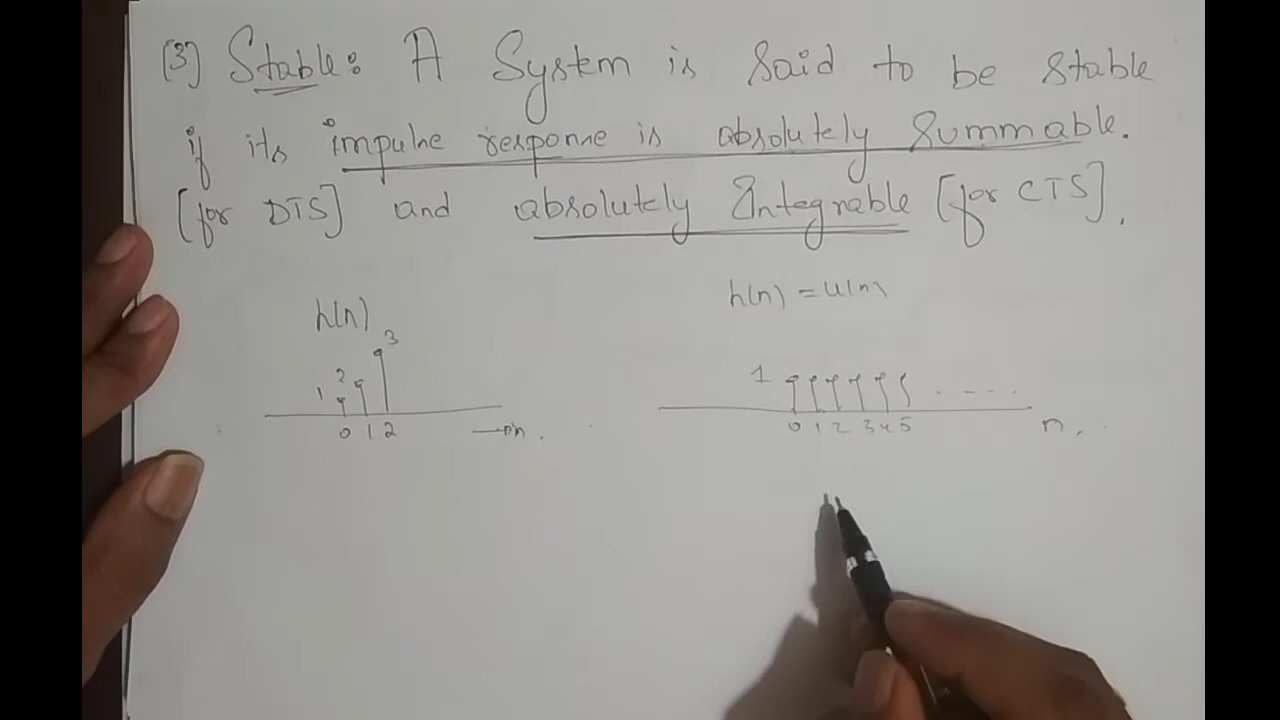 (3) Stable: A System is said to be stable
if its impulse response is absolutely summable.
[for DTS] and absolutely Integrable [for CTS].
h(n) = u(n)
h(n)
1 2 3
1
0 1 2 → n.
0 1 2 3 4 5 .... n.